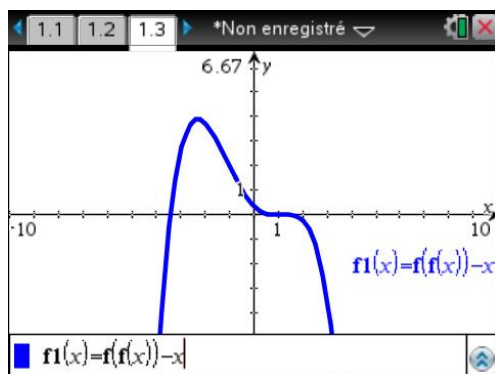 1.1 1.2 1.3 *Non enregistré
6.67 y
1
-10 1 10 x
f1(x)=f(f(x))-x
f1(x)=f(f(x))-x